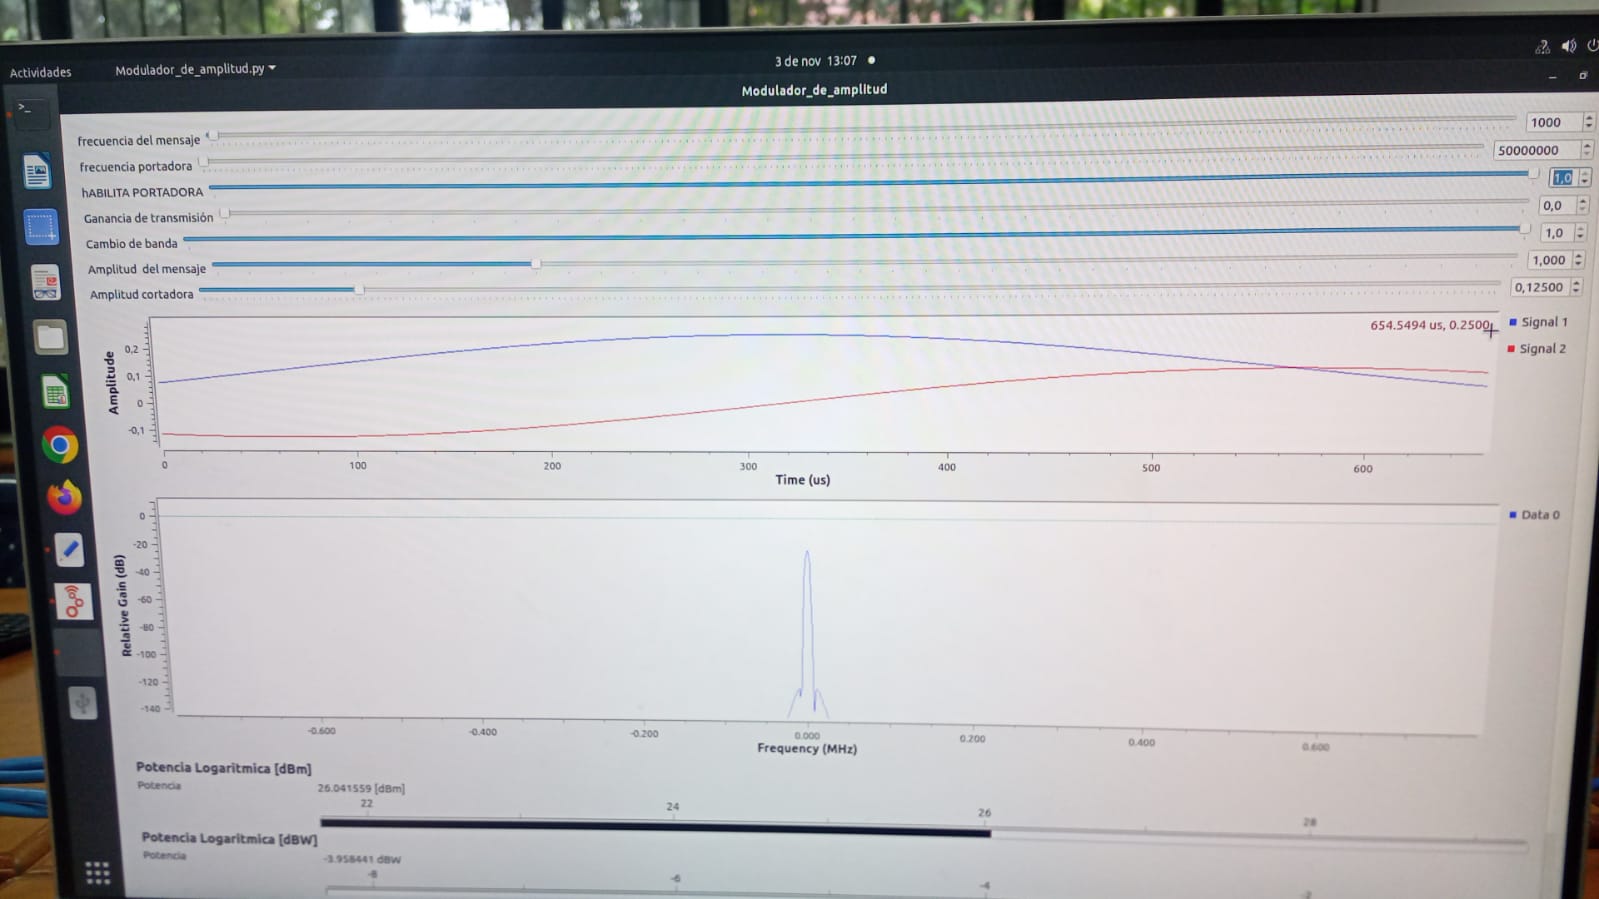 Actividades
Modulador_de_amplitud.py
3 de nov 13:07
Modulador_de_amplitud
frecuencia del mensaje 1000
frecuencia portadora 50000000
hABILITA PORTADORA 1,0
Ganancia de transmisión 0,0
Cambio de banda 1,0
Amplitud del mensaje 1,000
Amplitud cortadora 0,12500
654.5494 us, 0.2500
Signal 1
Signal 2
Amplitude
0,2
0,1
0
-0,1
0 100 200 300 400 500 600
Time (us)
Data 0
Relative Gain (dB)
0
-20
-40
-60
-80
-100
-120
-140
-0.600 -0.400 -0.200 0.000 0.200 0.400 0.600
Frequency (MHz)
Potencia Logaritmica [dBm]
Potencia 26.041559 [dBm]
22 24 26 28
Potencia Logaritmica [dBW]
Potencia -3.958441 dBW
-8 -6 -4